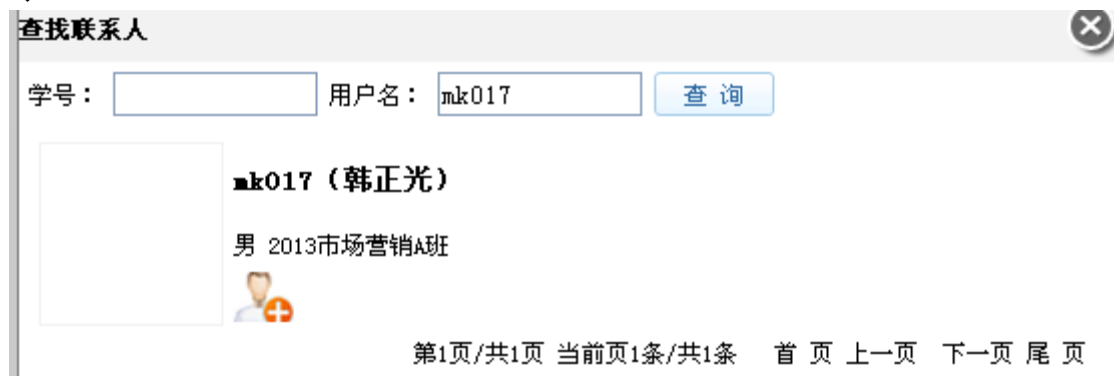 查找联系人
学号： 用户名： mk017 查 询
mk017（韩正光）
男 2013市场营销A班
第1页/共1页 当前页1条/共1条 首 页 上一页 下一页 尾 页